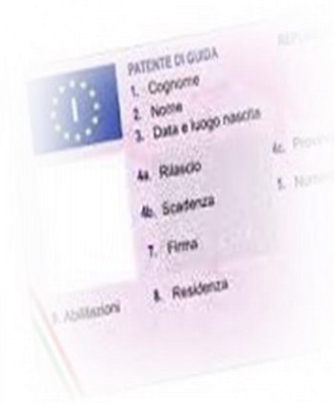 I
PATENTE DI GUIDA
1. Cognome
2. Nome
3. Data e luogo nascita
4a. Rilascio
4c.
4b. Scadenza
5.
7. Firma
8. Residenza
9. Abilitazioni